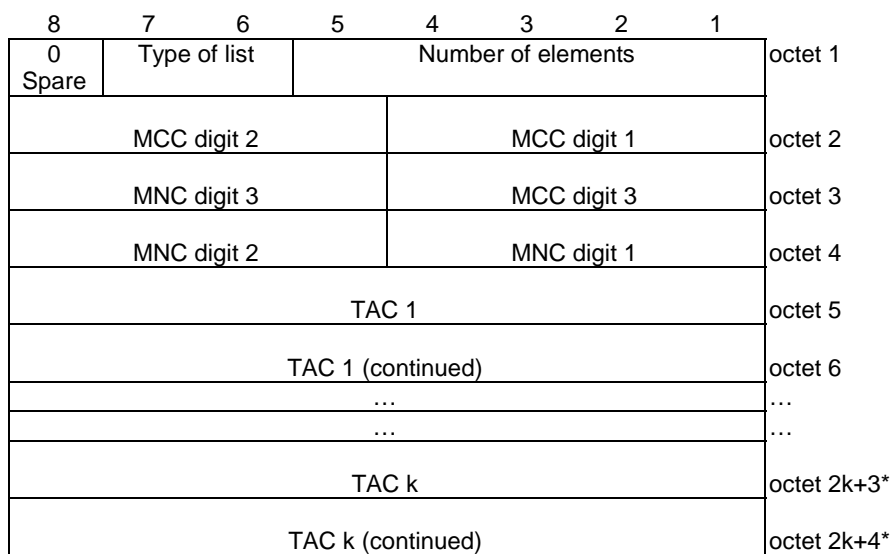 8 7 6 5 4 3 2 1
0 Type of list Number of elements octet 1
Spare
MCC digit 2 MCC digit 1 octet 2
MNC digit 3 MCC digit 3 octet 3
MNC digit 2 MNC digit 1 octet 4
TAC 1 octet 5
TAC 1 (continued) octet 6
… …
… …
TAC k octet 2k+3*
TAC k (continued) octet 2k+4*